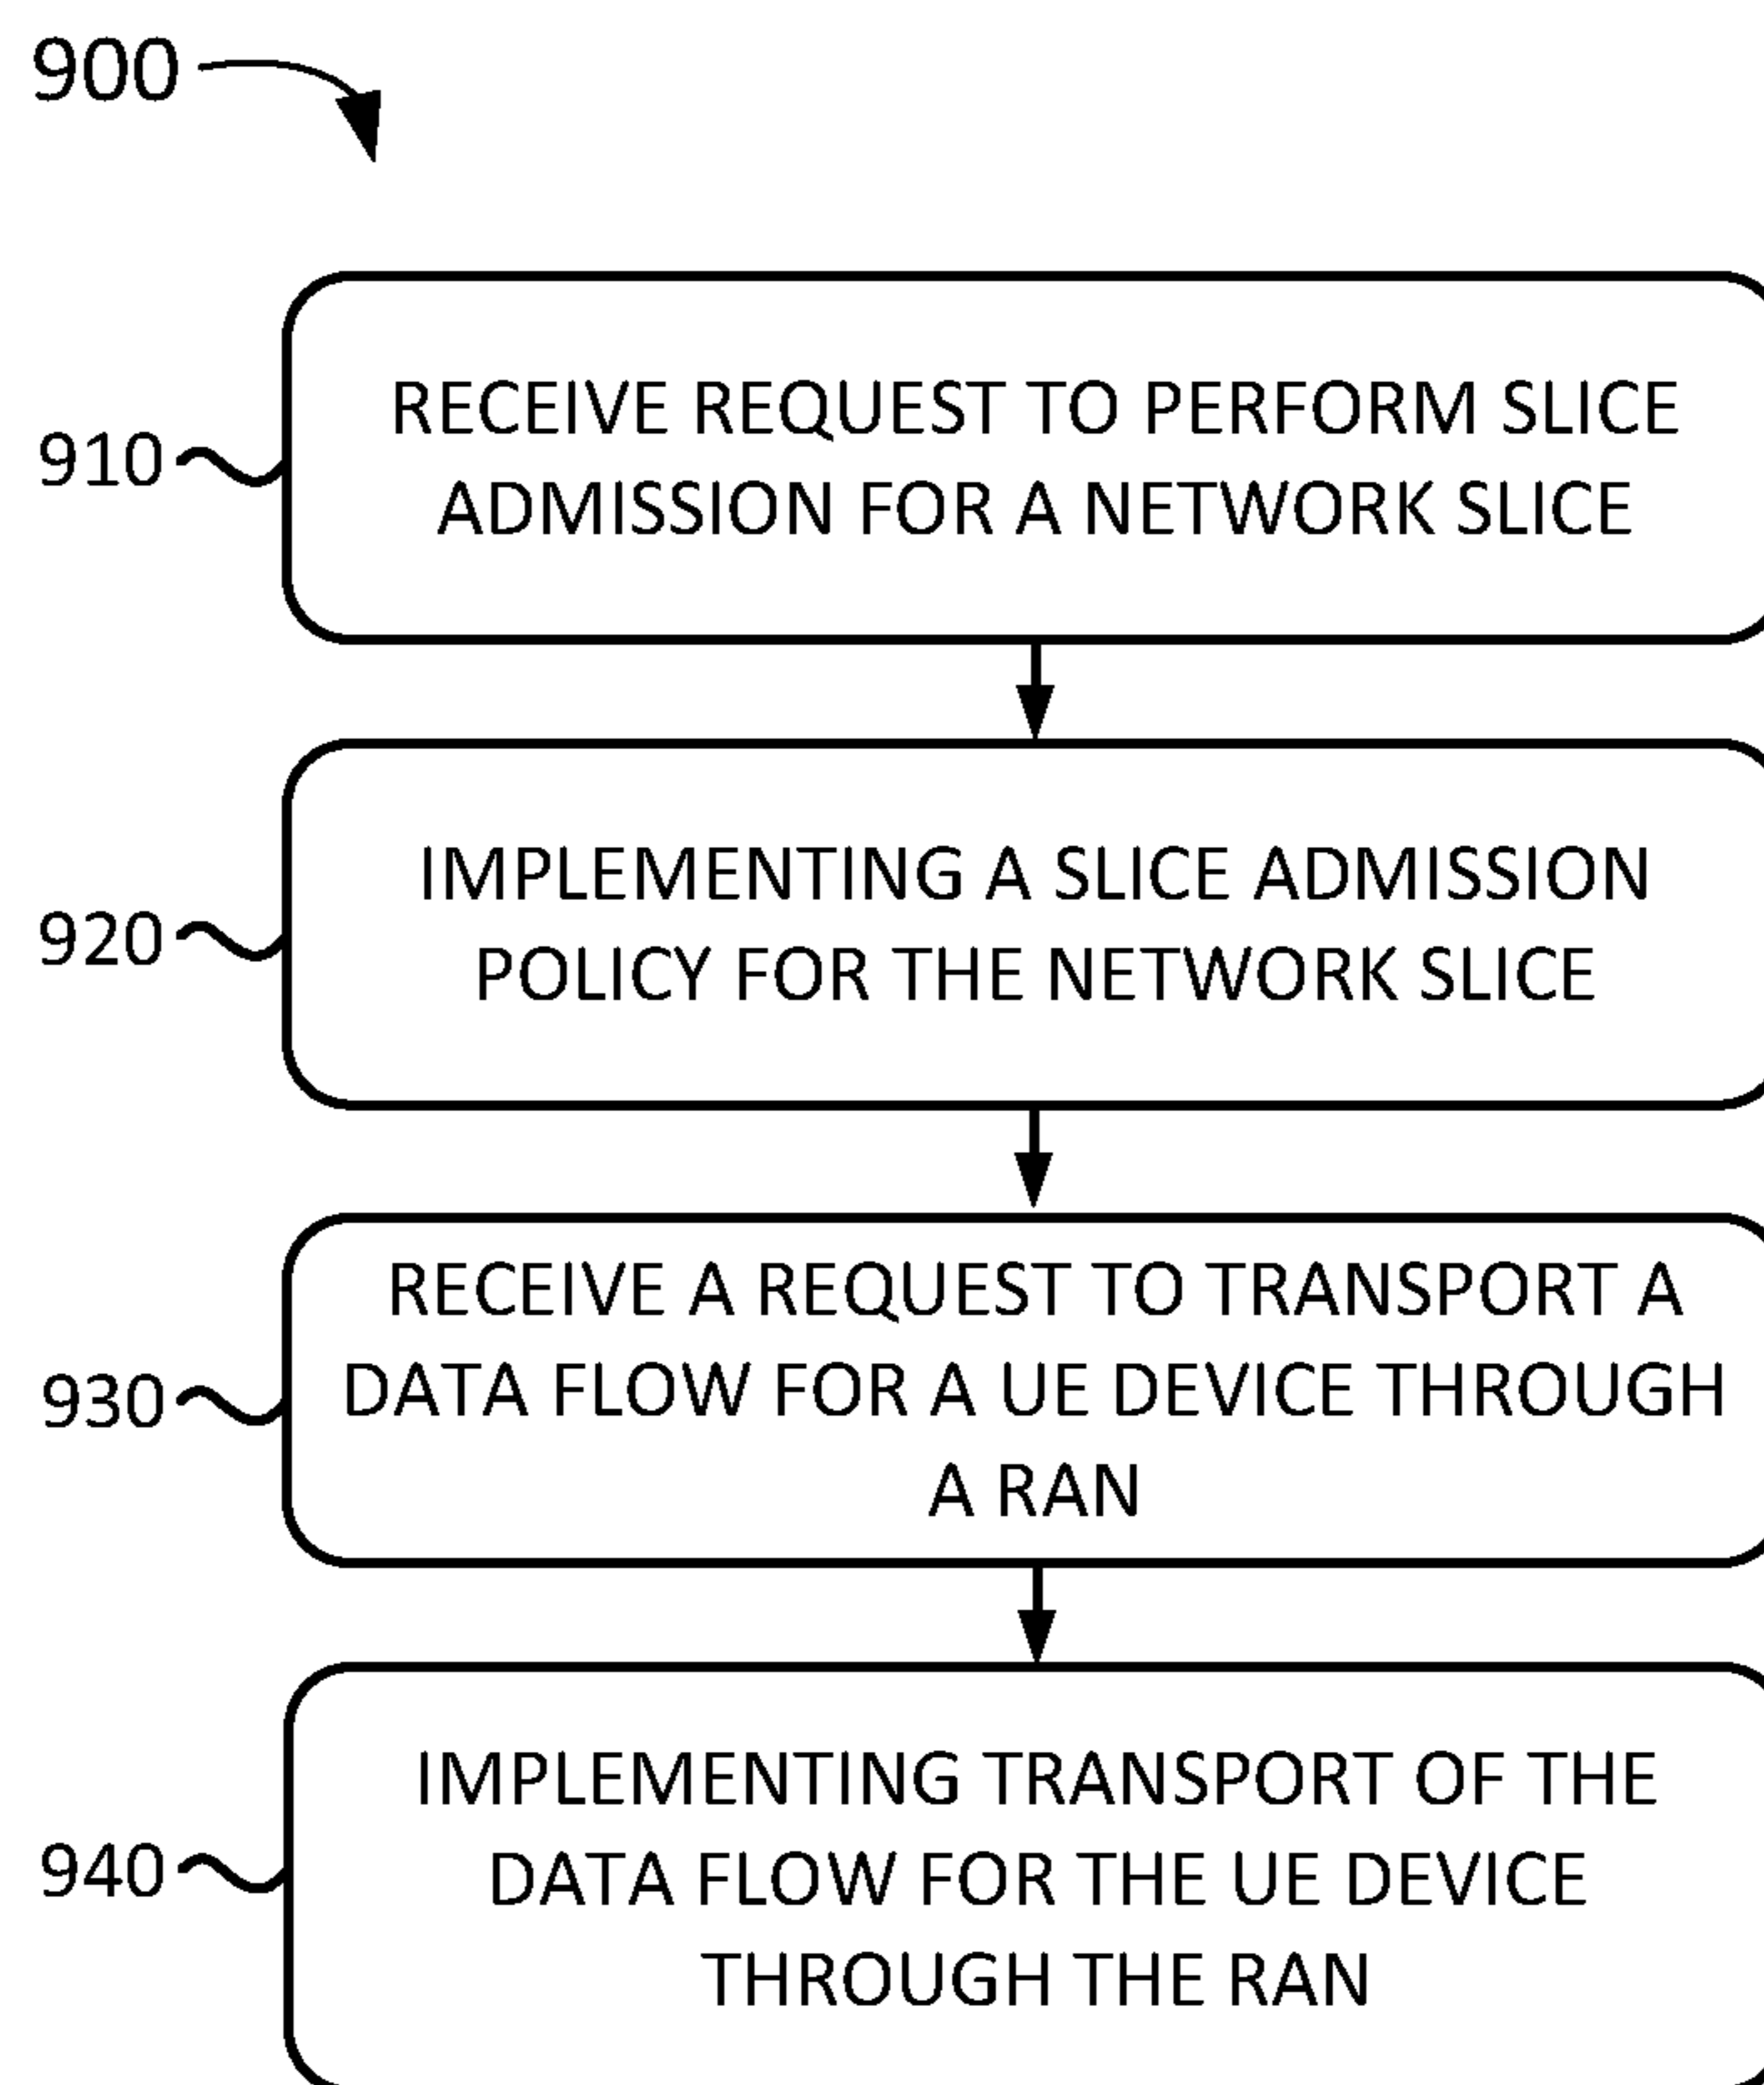 900
910
RECEIVE REQUEST TO PERFORM SLICE
ADMISSION FOR A NETWORK SLICE
920
IMPLEMENTING A SLICE ADMISSION
POLICY FOR THE NETWORK SLICE
930
RECEIVE A REQUEST TO TRANSPORT A
DATA FLOW FOR A UE DEVICE THROUGH
A RAN
940
IMPLEMENTING TRANSPORT OF THE
DATA FLOW FOR THE UE DEVICE
THROUGH THE RAN